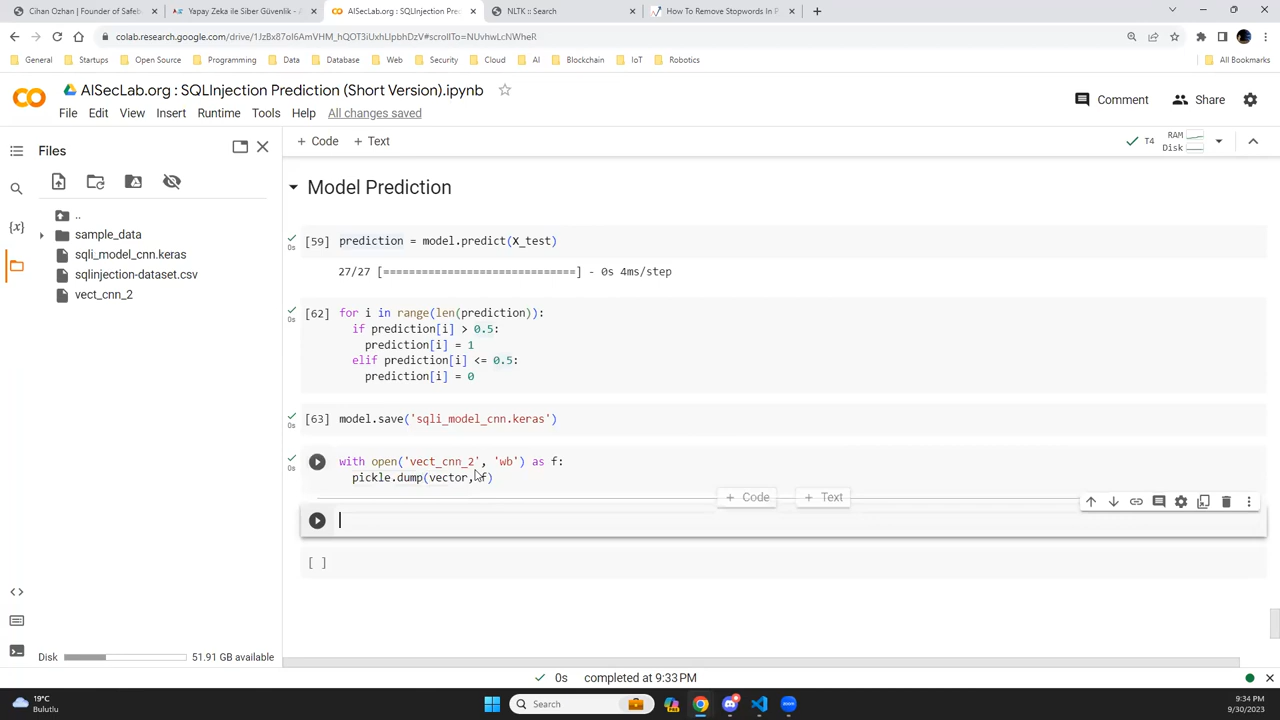 Cihan Ozhan | Founder of Safeb
Yapay Zeka ile Siber Güvenlik - A
AISecLab.org : SQLInjection Pred
NLTK :: Search
How To Remove Stopwords In P
colab.research.google.com/drive/1JzBx87oI6AmVHM_hQOT3iUxhLIpbhDzV#scrollTo=NUvhwLcNWheR
General Startups Open Source Programming Data Database Web Security Cloud AI Blockchain IoT Robotics All Bookmarks
AISecLab.org : SQLInjection Prediction (Short Version).ipynb
File Edit View Insert Runtime Tools Help All changes saved
Comment Share
Files
+ Code + Text
T4 RAM Disk
..
sample_data
sqli_model_cnn.keras
sqlinjection-dataset.csv
vect_cnn_2
{x}
Model Prediction
0s [59] prediction = model.predict(X_test)
27/27 [==============================] - 0s 4ms/step
0s [62] for i in range(len(prediction)):
if prediction[i] > 0.5:
prediction[i] = 1
elif prediction[i] <= 0.5:
prediction[i] = 0
0s [63] model.save('sqli_model_cnn.keras')
0s with open('vect_cnn_2', 'wb') as f:
pickle.dump(vector, f)
+ Code + Text
[ ]
Disk 51.91 GB available
0s completed at 9:33 PM
19°C
Bulutlu
Search
9:34 PM
9/30/2023